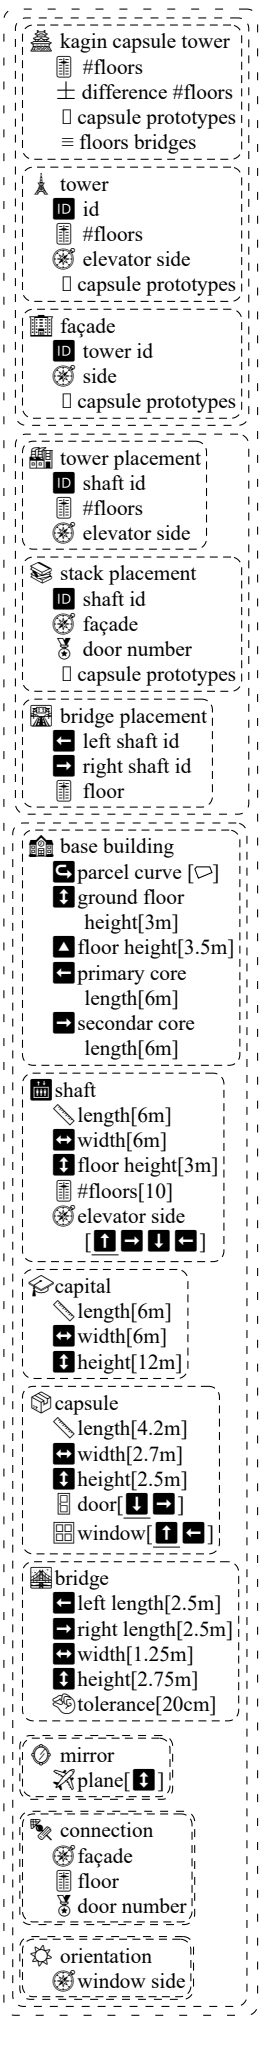 kagin capsule tower
#floors
± difference #floors
capsule prototypes
≡ floors bridges
tower
ID id
#floors
elevator side
capsule prototypes
façade
ID tower id
side
capsule prototypes
tower placement
ID shaft id
#floors
elevator side
stack placement
ID shaft id
façade
door number
capsule prototypes
bridge placement
← left shaft id
→ right shaft id
floor
base building
parcel curve [▱]
↕ ground floor
height[3m]
▲ floor height[3.5m]
← primary core
length[6m]
→ secondar core
length[6m]
shaft
length[6m]
↔ width[6m]
↕ floor height[3m]
#floors[10]
elevator side
[↑ → ↓ ←]
capital
length[6m]
↔ width[6m]
↕ height[12m]
capsule
length[4.2m]
↔ width[2.7m]
↕ height[2.5m]
door[↓ →]
window[↑ ←]
bridge
← left length[2.5m]
→ right length[2.5m]
↔ width[1.25m]
↕ height[2.75m]
tolerance[20cm]
mirror
plane[↕]
connection
façade
floor
door number
orientation
window side